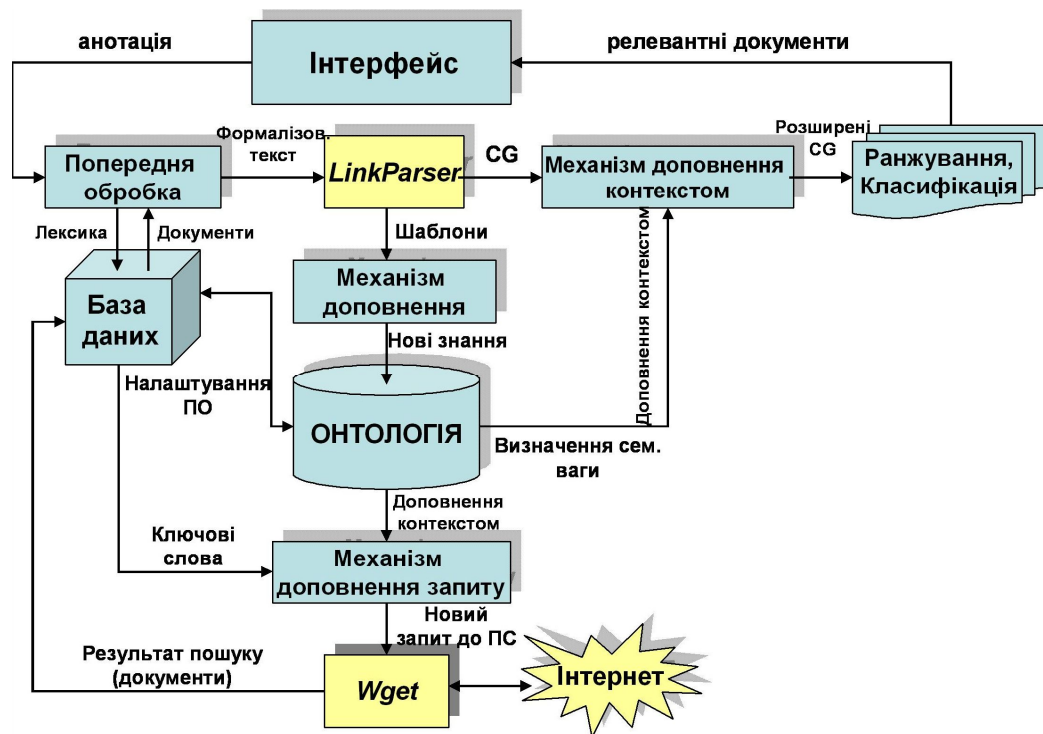 анотація
релевантні документи
Інтерфейс
Формалізов.
текст
Розширені
CG
Попередня
обробка
LinkParser
CG
Механізм доповнення
контекстом
Ранжування,
Класифікація
Лексика
Документи
Шаблони
Доповнення контекстом
База
даних
Механізм
доповнення
Нові знання
Налаштування
ПО
ОНТОЛОГІЯ
Визначення сем.
ваги
Доповнення
контекстом
Ключові
слова
Механізм
доповнення запиту
Новий
запит до ПС
Результат пошуку
(документи)
Wget
Інтернет